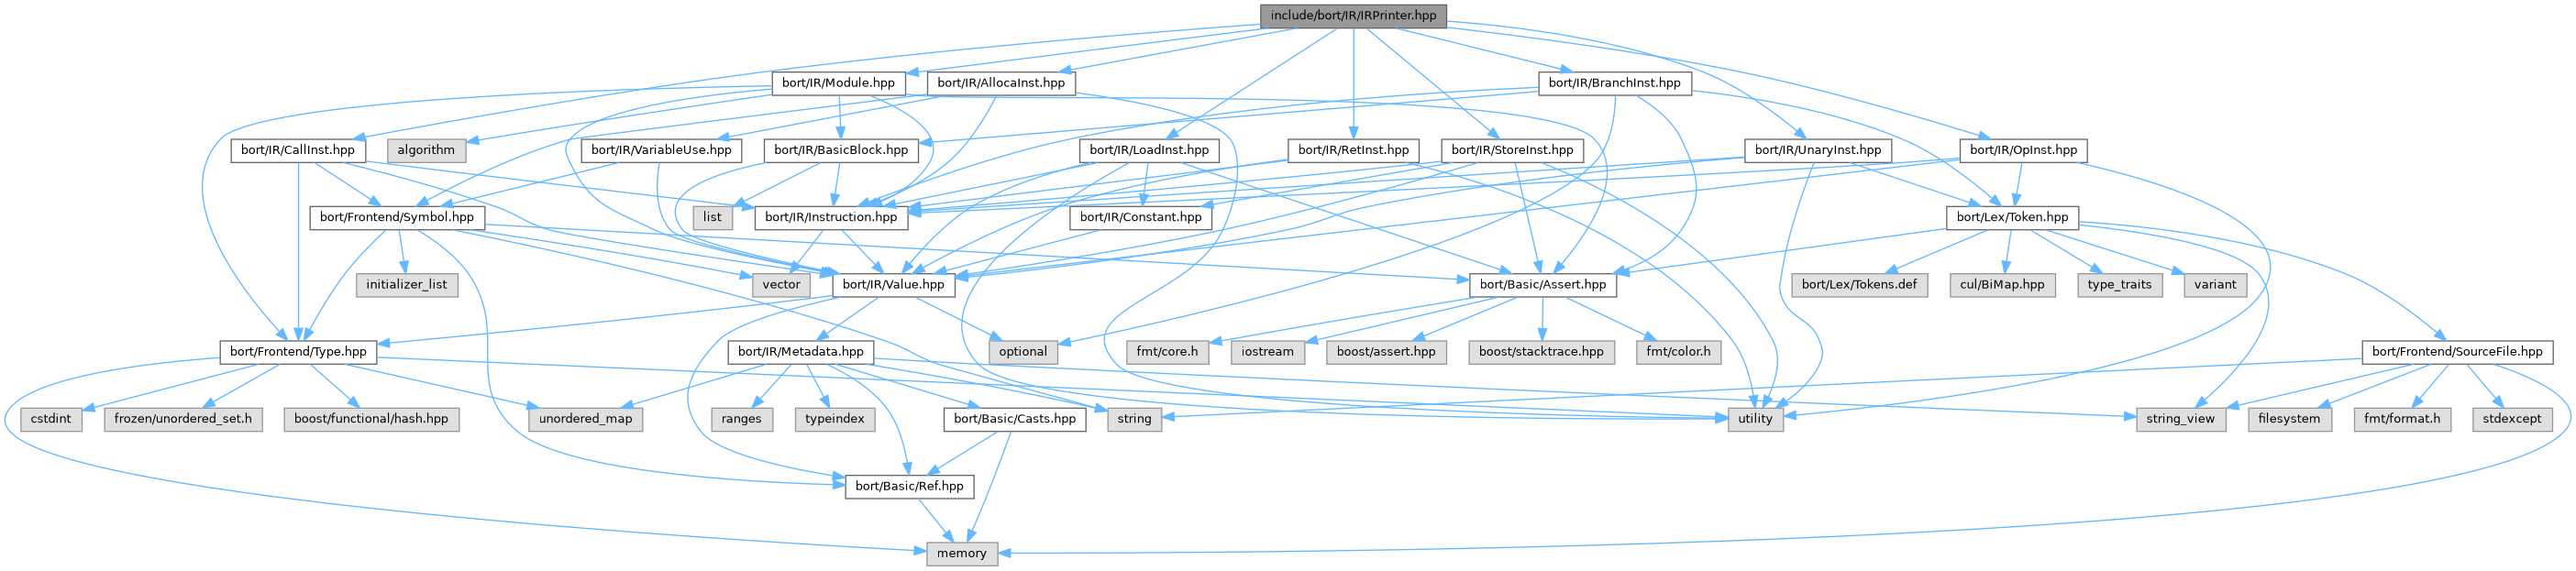 include/bort/IR/IRPrinter.hpp
bort/IR/Module.hpp
bort/IR/AllocaInst.hpp
bort/IR/BranchInst.hpp
bort/IR/CallInst.hpp
algorithm
bort/IR/VariableUse.hpp
bort/IR/BasicBlock.hpp
bort/IR/LoadInst.hpp
bort/IR/RetInst.hpp
bort/IR/StoreInst.hpp
bort/IR/UnaryInst.hpp
bort/IR/OpInst.hpp
bort/Frontend/Symbol.hpp
list
bort/IR/Instruction.hpp
bort/IR/Constant.hpp
bort/Lex/Token.hpp
initializer_list
vector
bort/IR/Value.hpp
bort/Basic/Assert.hpp
bort/Lex/Tokens.def
cul/BiMap.hpp
type_traits
variant
bort/Frontend/Type.hpp
bort/IR/Metadata.hpp
optional
fmt/core.h
iostream
boost/assert.hpp
boost/stacktrace.hpp
fmt/color.h
bort/Frontend/SourceFile.hpp
cstdint
frozen/unordered_set.h
boost/functional/hash.hpp
unordered_map
ranges
typeindex
bort/Basic/Casts.hpp
string
utility
string_view
filesystem
fmt/format.h
stdexcept
bort/Basic/Ref.hpp
memory